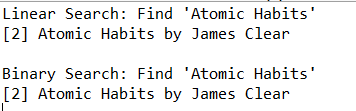 Linear Search: Find 'Atomic Habits'
[2] Atomic Habits by James Clear
Binary Search: Find 'Atomic Habits'
[2] Atomic Habits by James Clear